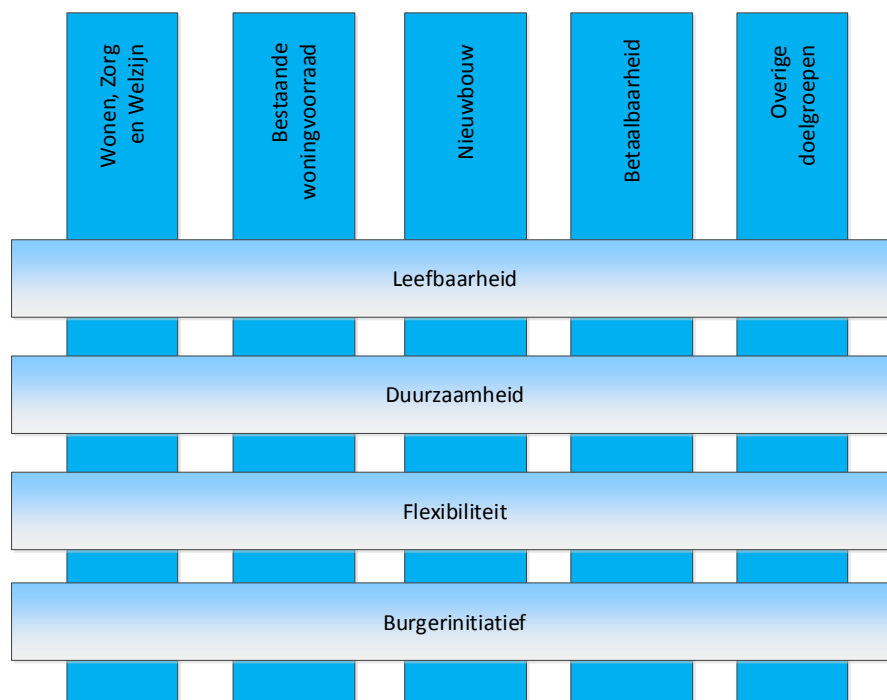 Wonen, Zorg
en Welzijn
Bestaande
woningvoorraad
Nieuwbouw
Betaalbaarheid
Overige
doelgroepen
Leefbaarheid
Duurzaamheid
Flexibiliteit
Burgerinitiatief